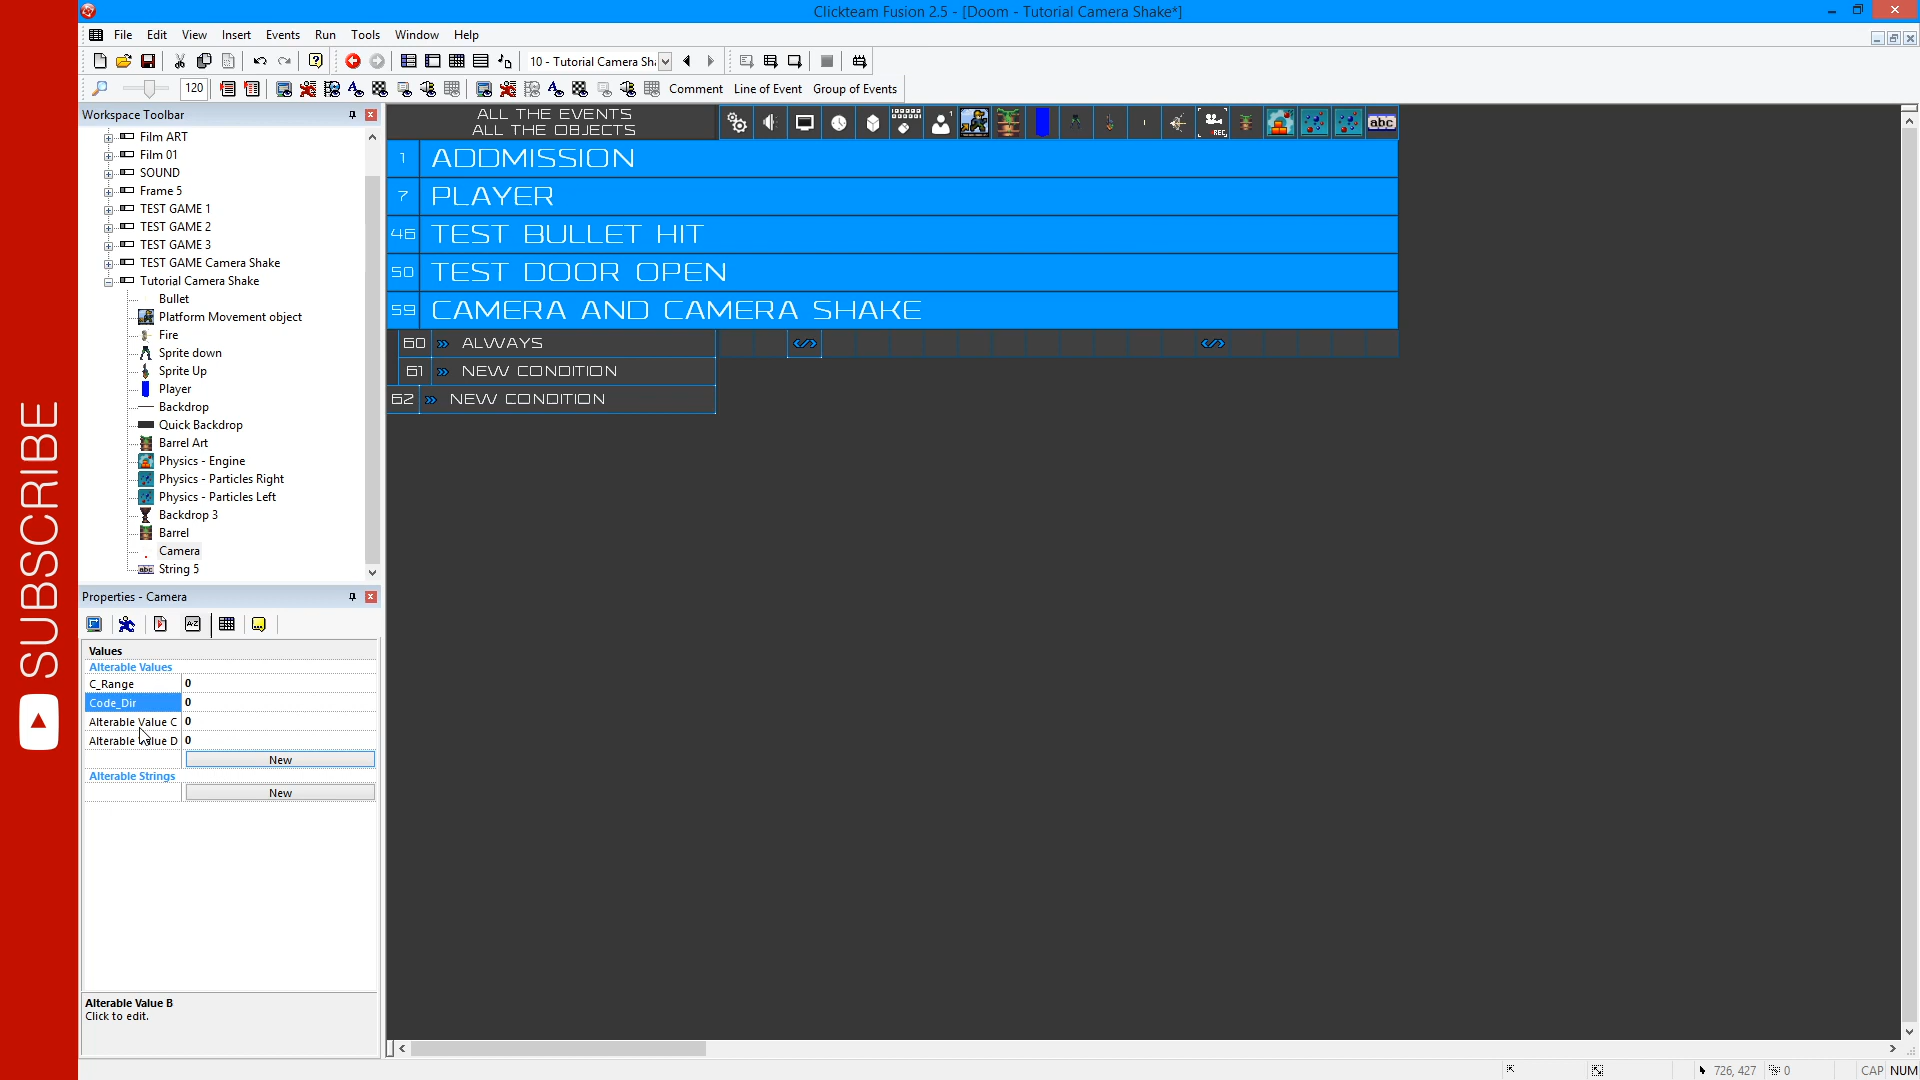 SUBSCRIBE
Clickteam Fusion 2.5 - [Doom - Tutorial Camera Shake*]
File Edit View Insert Events Run Tools Window Help
10 - Tutorial Camera Sha
120
Comment Line of Event Group of Events
Workspace Toolbar
Film ART
Film 01
SOUND
Frame 5
TEST GAME 1
TEST GAME 2
TEST GAME 3
TEST GAME Camera Shake
Tutorial Camera Shake
Bullet
Platform Movement object
Fire
Sprite down
Sprite Up
Player
Backdrop
Quick Backdrop
Barrel Art
Physics - Engine
Physics - Particles Right
Physics - Particles Left
Backdrop 3
Barrel
Camera
abc String 5
Properties - Camera
A-Z
Values
Alterable Values
C_Range 0
Code_Dir 0
Alterable Value C 0
Alterable Value D 0
New
Alterable Strings
New
Alterable Value B
Click to edit.
ALL THE EVENTS
ALL THE OBJECTS
REC
abc
1 ADDMISSION
7 PLAYER
46 TEST BULLET HIT
50 TEST DOOR OPEN
59 CAMERA AND CAMERA SHAKE
60 ALWAYS
61 NEW CONDITION
62 NEW CONDITION
726, 427 0 CAP NUM